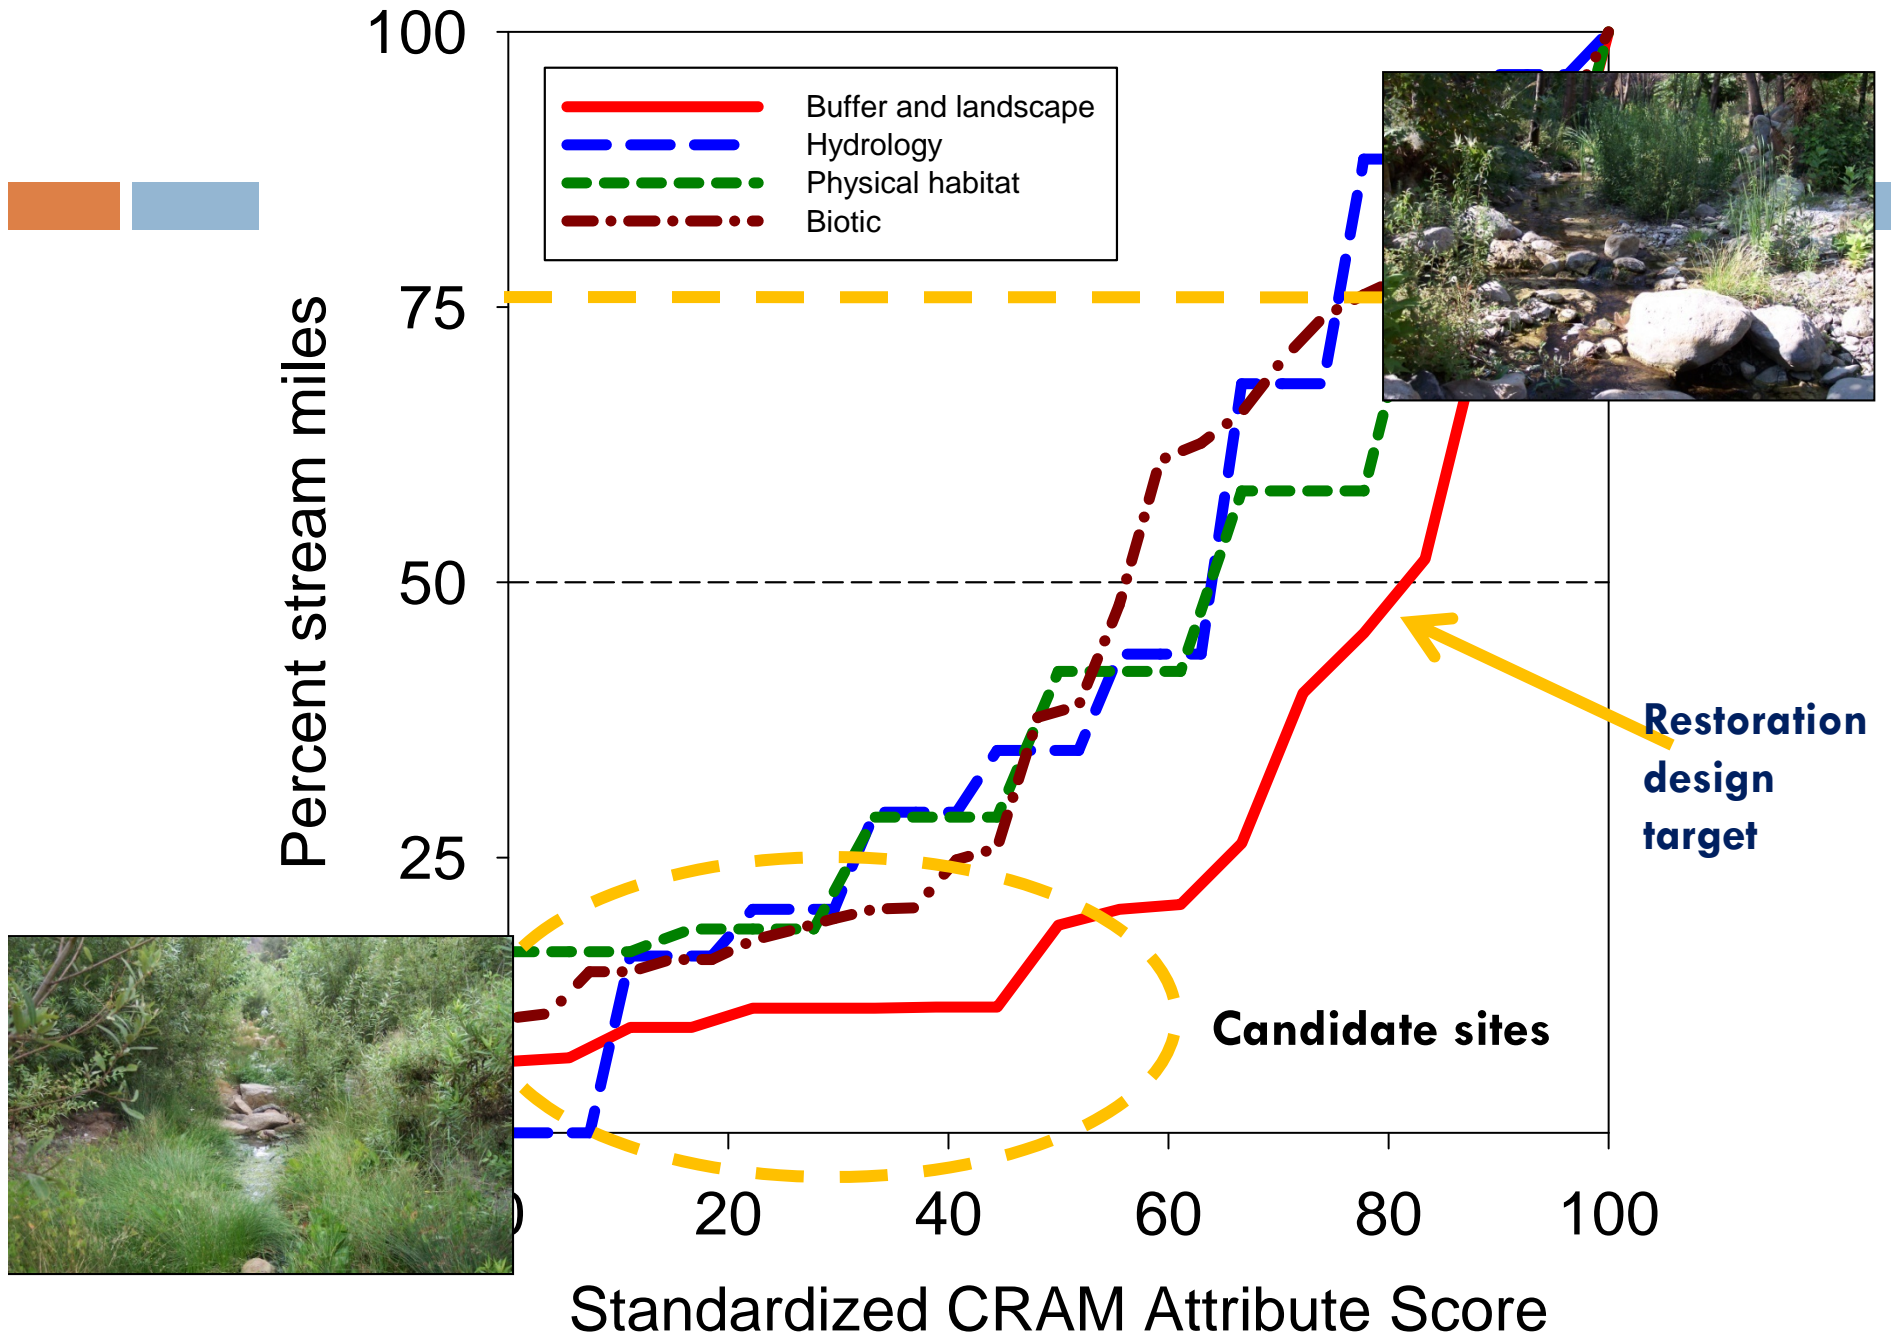 100
Buffer and landscape
Hydrology
Physical habitat
Biotic
75
Percent stream miles
50
Restoration
design
target
25
Candidate sites
0 20 40 60 80 100
Standardized CRAM Attribute Score